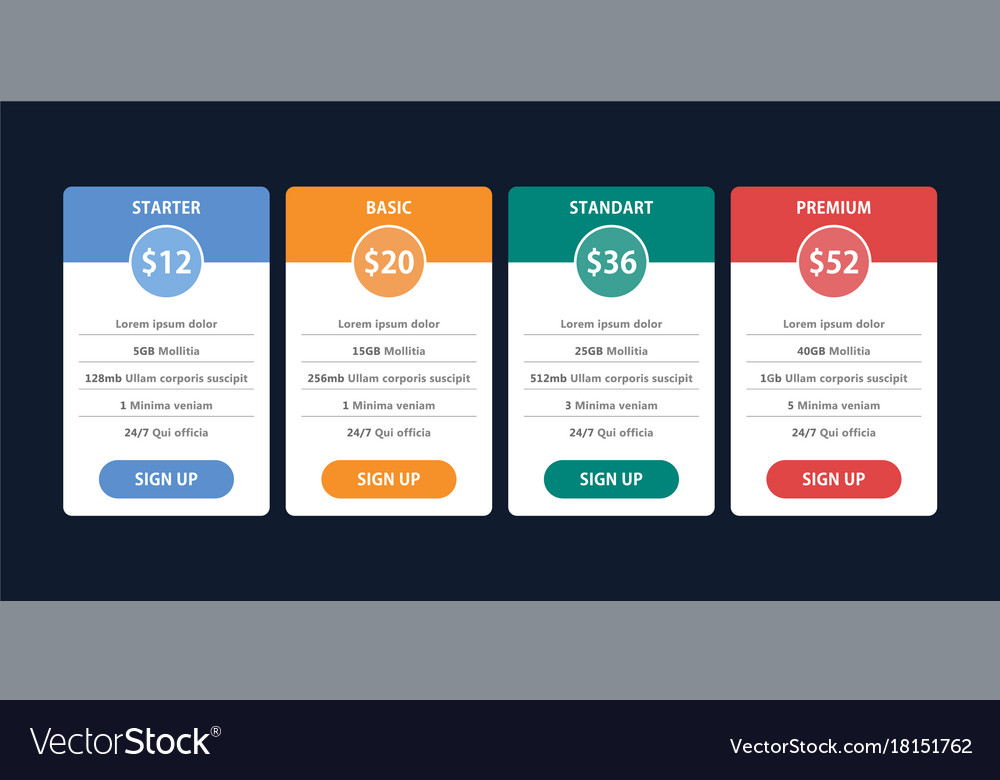 STARTER
$12
Lorem ipsum dolor
5GB Mollitia
128mb Ullam corporis suscipit
1 Minima veniam
24/7 Qui officia
SIGN UP
BASIC
$20
Lorem ipsum dolor
15GB Mollitia
256mb Ullam corporis suscipit
1 Minima veniam
24/7 Qui officia
SIGN UP
STANDART
$36
Lorem ipsum dolor
25GB Mollitia
512mb Ullam corporis suscipit
3 Minima veniam
24/7 Qui officia
SIGN UP
PREMIUM
$52
Lorem ipsum dolor
40GB Mollitia
1Gb Ullam corporis suscipit
5 Minima veniam
24/7 Qui officia
SIGN UP
VectorStock®
VectorStock.com/18151762